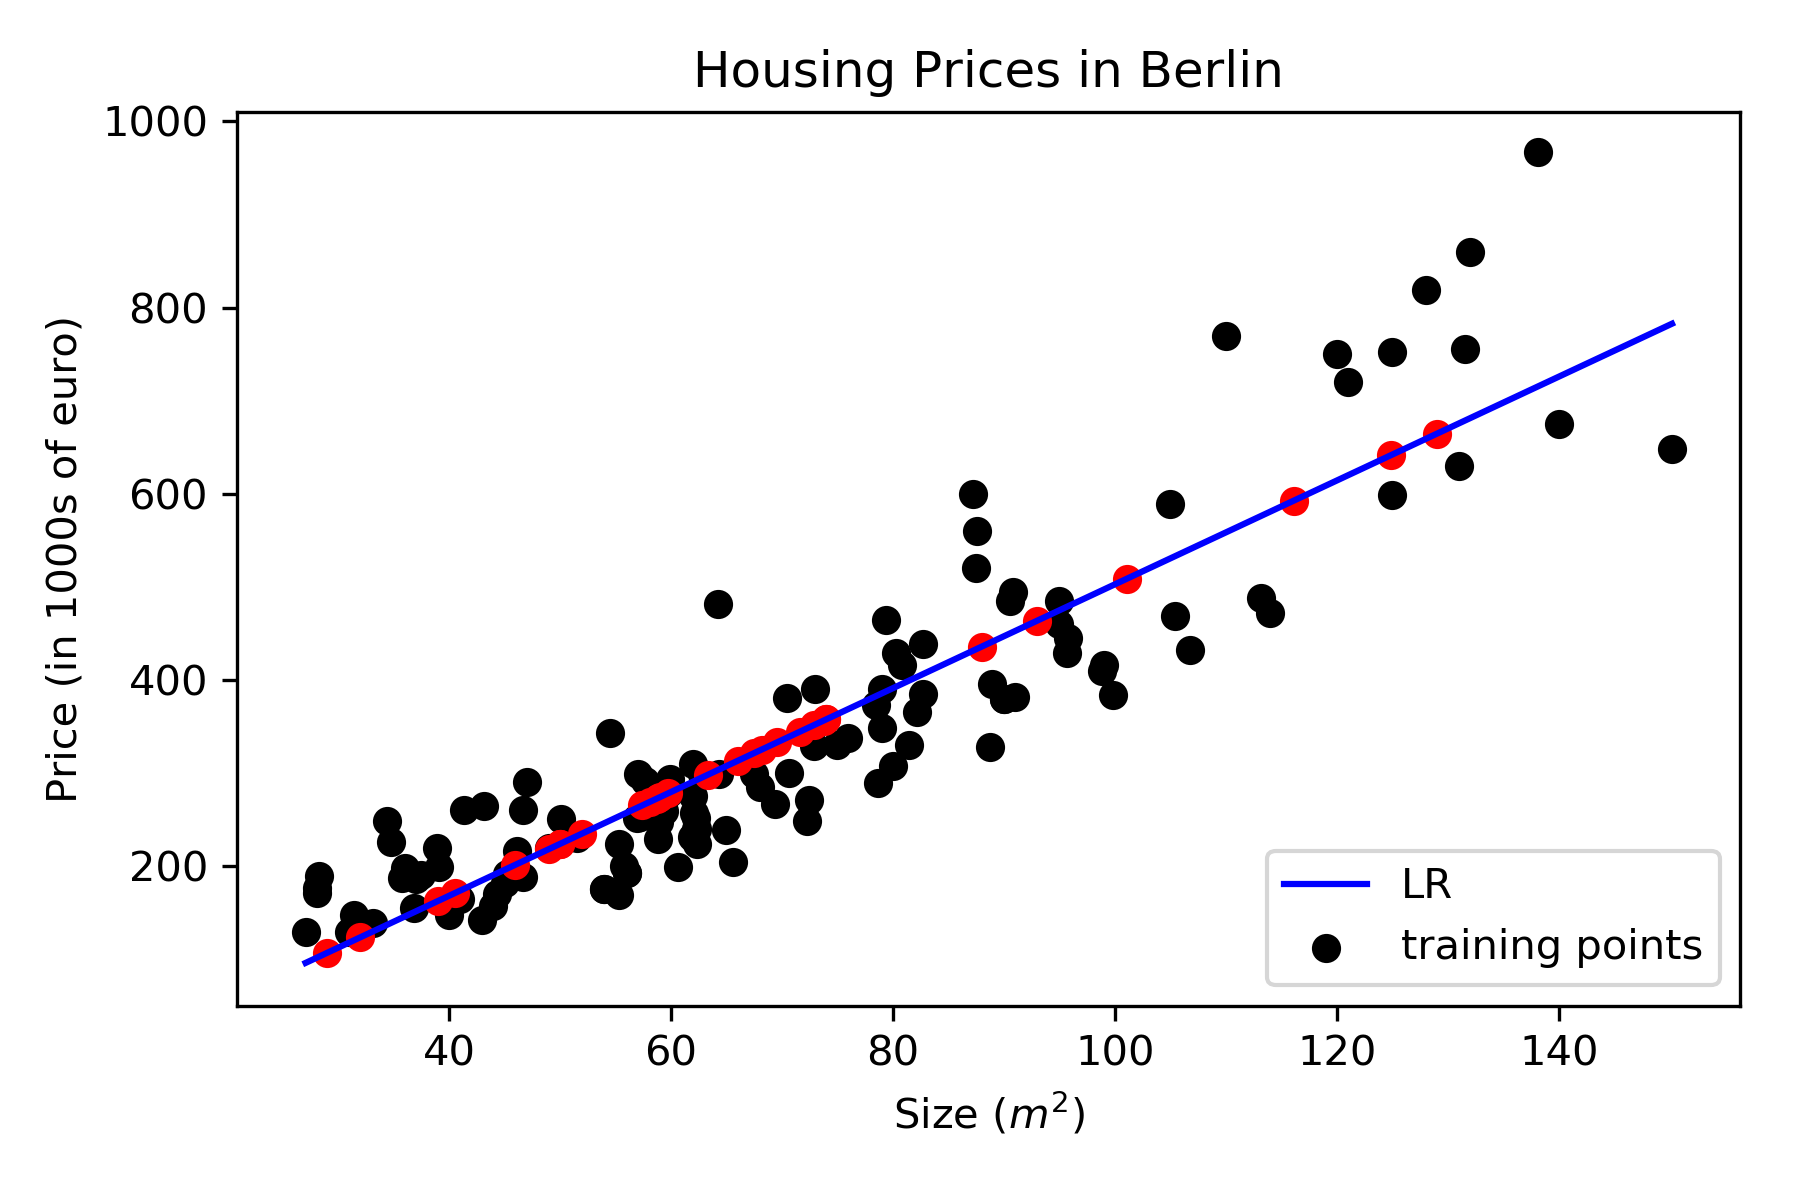 Housing Prices in Berlin
1000
800
600
400
200
Price (in 1000s of euro)
LR
training points
40 60 80 100 120 140
Size (m²)